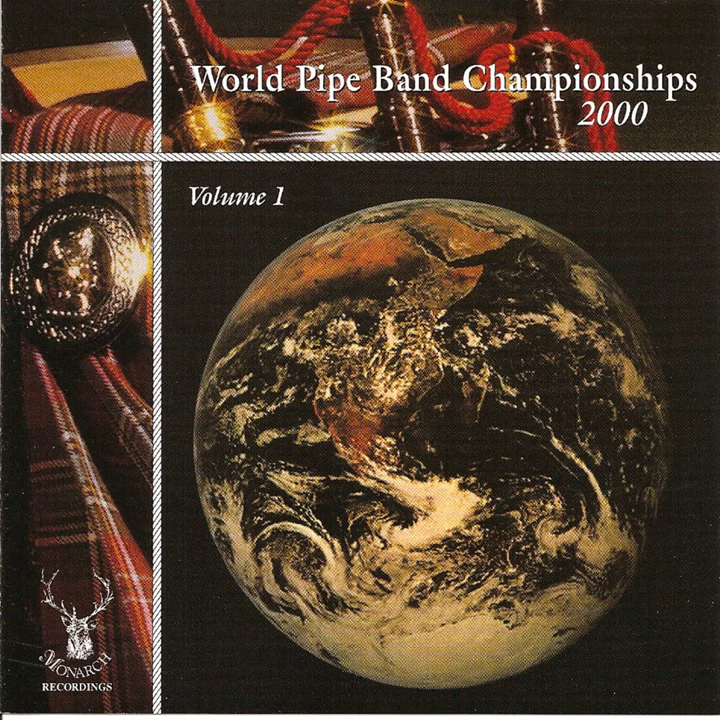 World Pipe Band Championships
2000
Volume 1
MONARCH
RECORDINGS